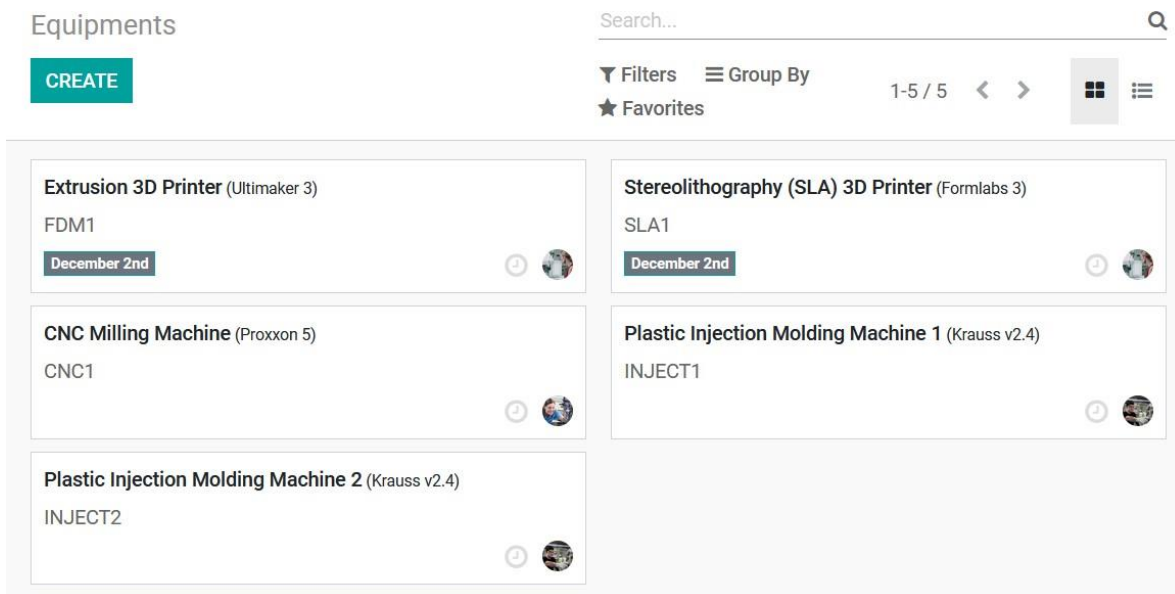 Equipments
Search...
CREATE
Filters Group By
1-5 / 5
Favorites
Extrusion 3D Printer (Ultimaker 3)
FDM1
December 2nd
Stereolithography (SLA) 3D Printer (Formlabs 3)
SLA1
December 2nd
CNC Milling Machine (Proxxon 5)
CNC1
Plastic Injection Molding Machine 1 (Krauss v2.4)
INJECT1
Plastic Injection Molding Machine 2 (Krauss v2.4)
INJECT2